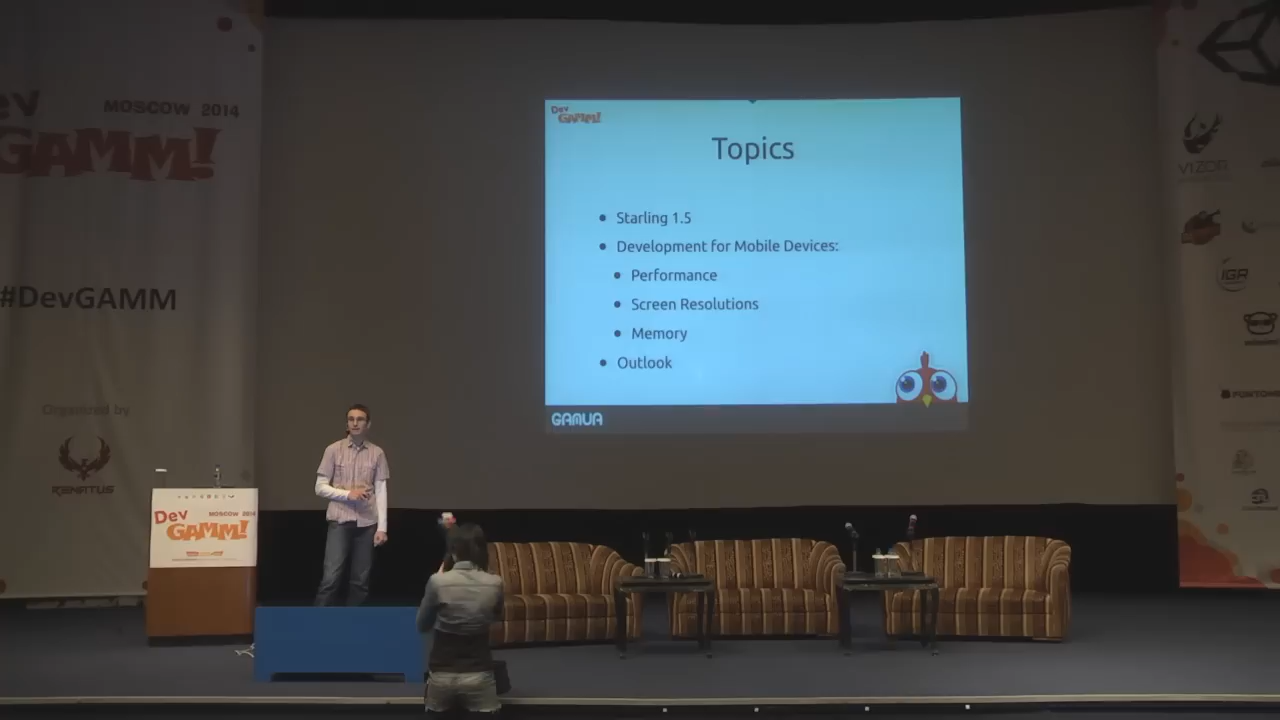 MOSCOW 2014
GAMM!
#DevGAMM
Organized by
RENATUS
Dev
GAMM!
MOSCOW 2014
Dev
GAMM!
Topics
Starling 1.5
Development for Mobile Devices:
Performance
Screen Resolutions
Memory
Outlook
GAMUA
VIZOR
IGR